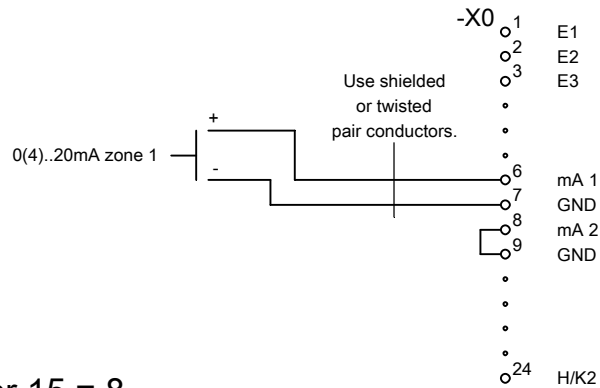 -X0
1 E1
2 E2
3 E3
Use shielded
or twisted
pair conductors.
+
0(4)..20mA zone 1
-
6 mA 1
7 GND
8 mA 2
9 GND
24 H/K2